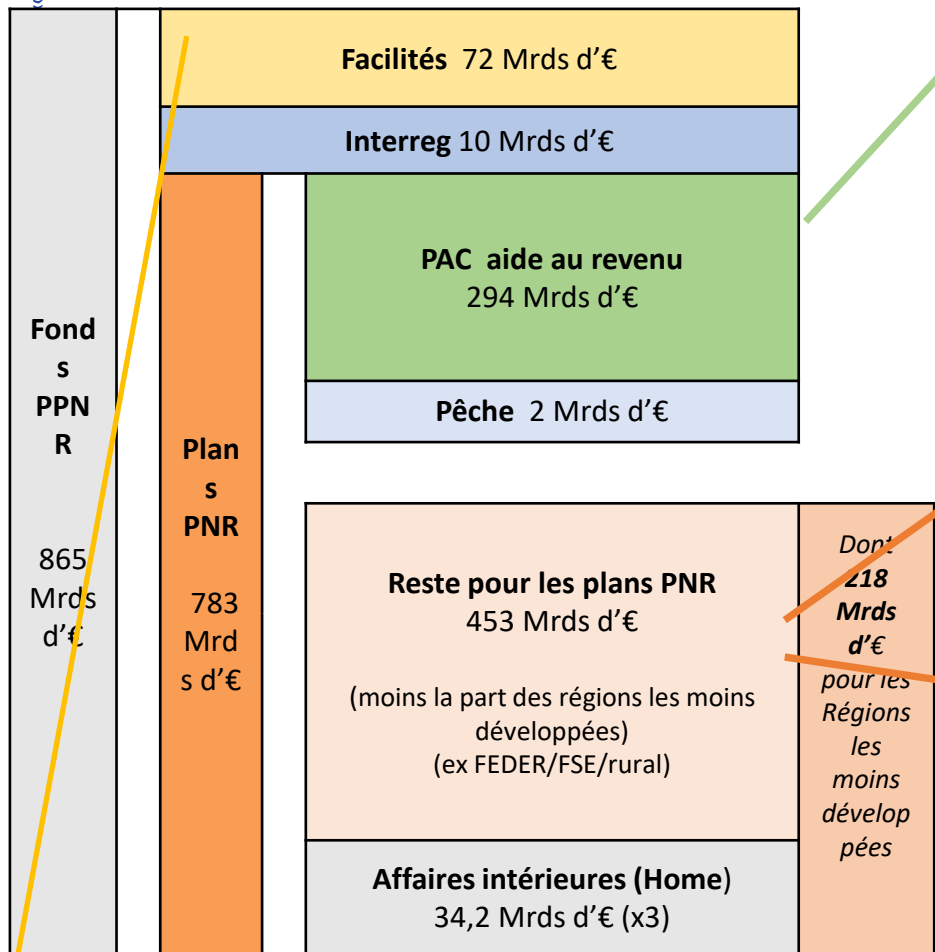 Facilités 72 Mrds d’€
Interreg 10 Mrds d’€
PAC aide au revenu
294 Mrds d’€
Pêche 2 Mrds d’€
Fond
s
PPN
R
865
Mrds
d’€
Plan
s
PNR
783
Mrd
s d’€
Reste pour les plans PNR
453 Mrds d’€
(moins la part des régions les moins
développées)
(ex FEDER/FSE/rural)
Dont
218
Mrds
d’€
pour les
Régions
les
moins
dévelop
pées
Affaires intérieures (Home)
34,2 Mrds d’€ (x3)